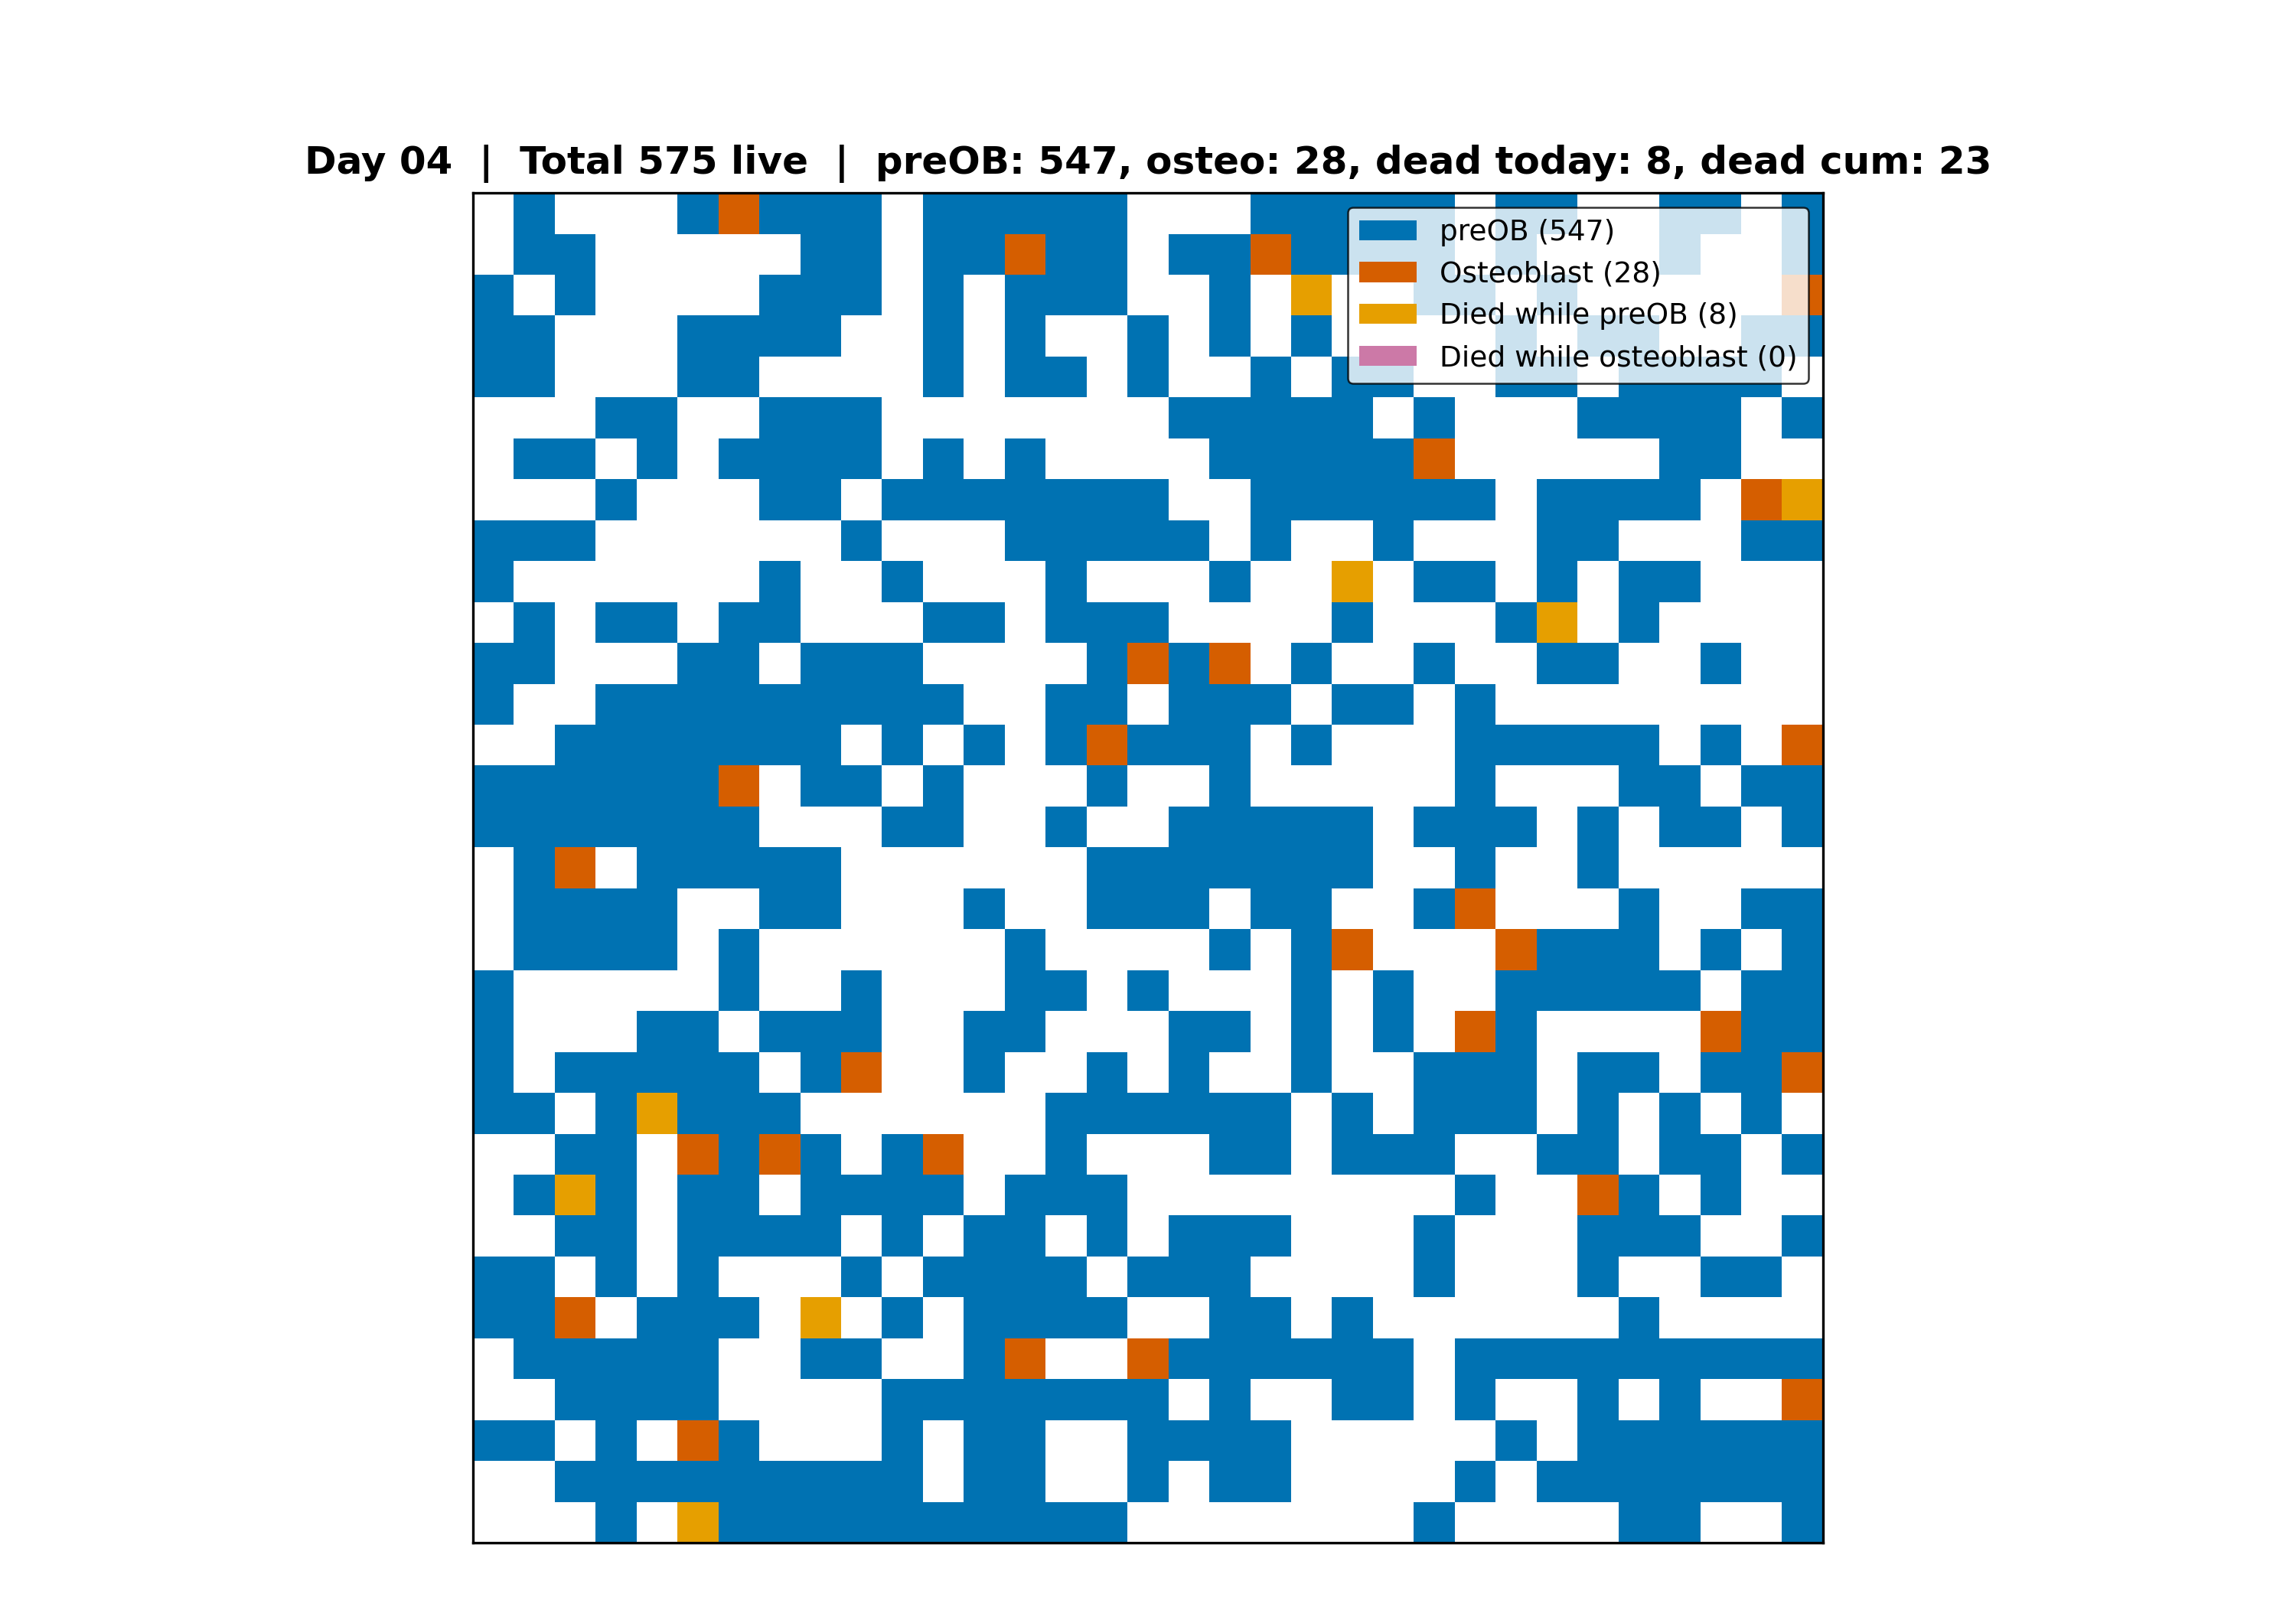 Day 04 | Total 575 live | preOB: 547, osteo: 28, dead today: 8, dead cum: 23
preOB (547)
Osteoblast (28)
Died while preOB (8)
Died while osteoblast (0)